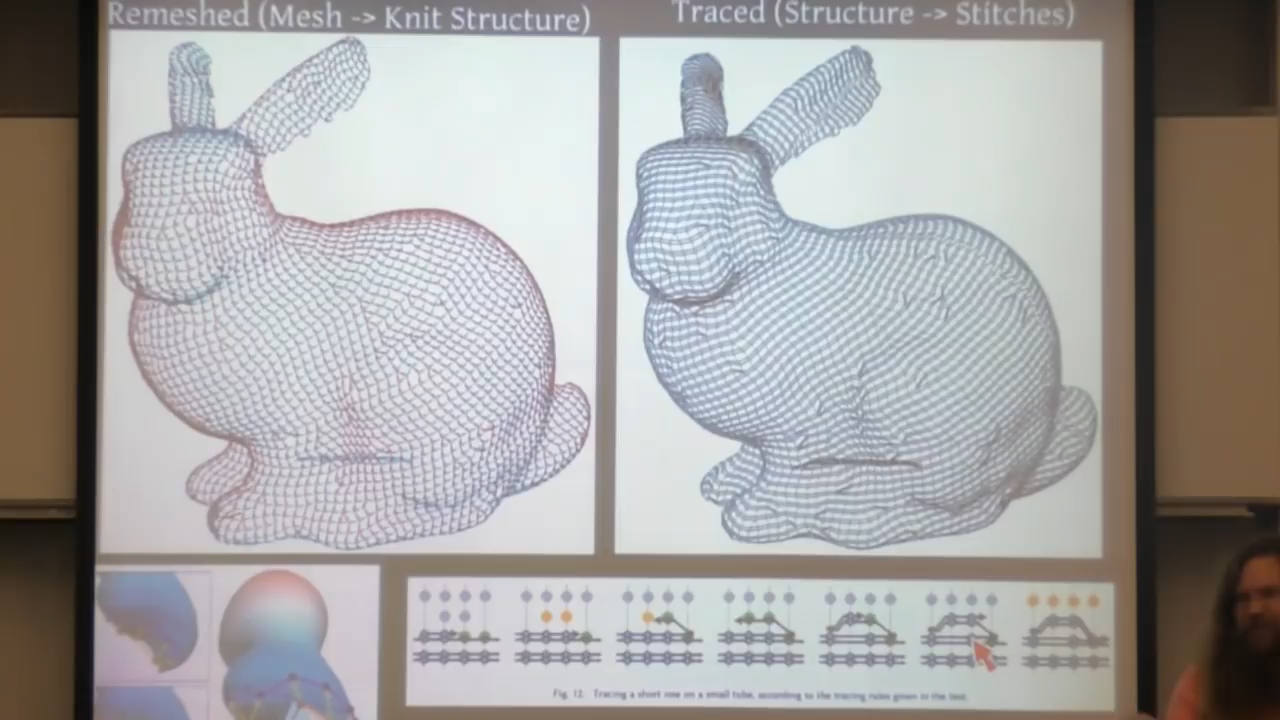 Remeshed (Mesh -> Knit Structure)
Traced (Structure -> Stitches)
Fig. 12. Tracing a short row on a small tube, according to the tracing rules given in the text.